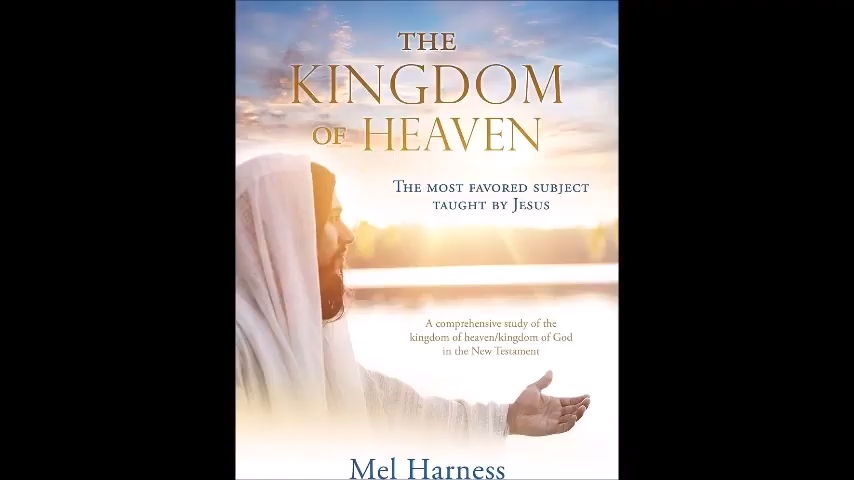 THE
KINGDOM
OF HEAVEN
THE MOST FAVORED SUBJECT
TAUGHT BY JESUS
A comprehensive study of the
kingdom of heaven/kingdom of God
in the New Testament
Mel Harness